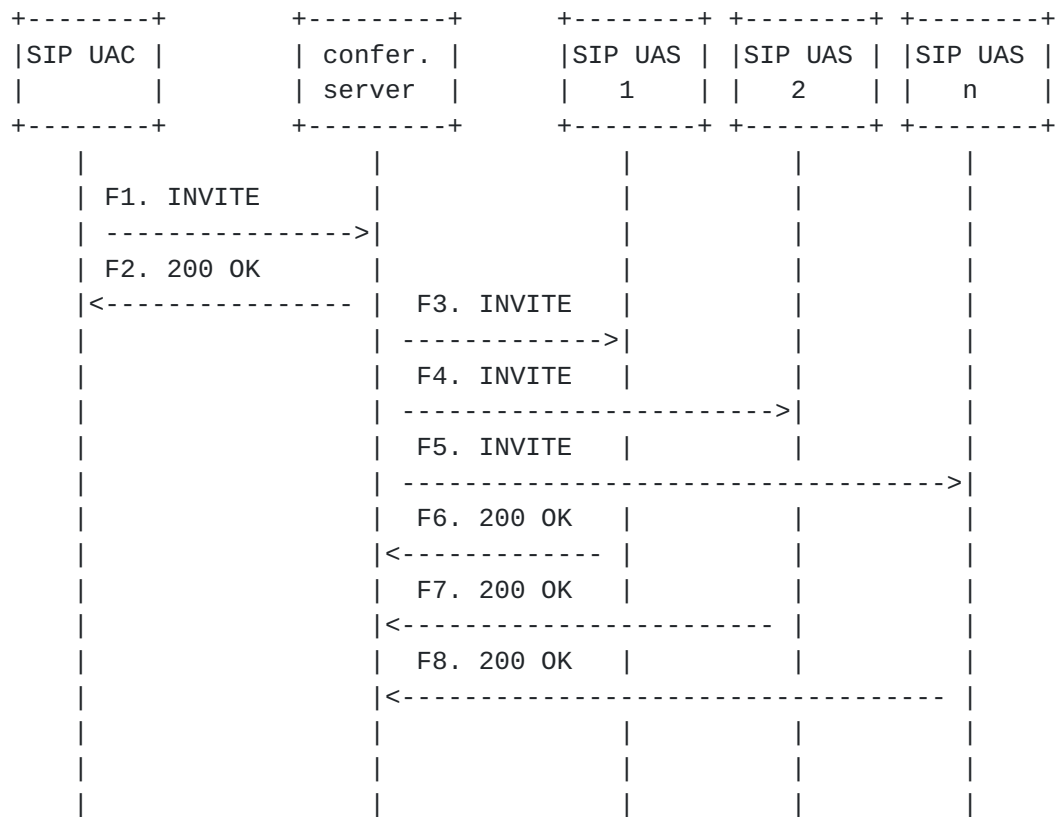 +--------+ +---------+ +--------+ +--------+ +--------+
|SIP UAC | | confer. | |SIP UAS | |SIP UAS | |SIP UAS |
| | | server | | 1 | | 2 | | n |
+--------+ +---------+ +--------+ +--------+ +--------+
| | | | |
| F1. INVITE | | | |
| ---------------->| | | |
| F2. 200 OK | | | |
|<---------------- | F3. INVITE | | |
| | ------------->| | |
| | F4. INVITE | | |
| | ------------------------>| |
| | F5. INVITE | | |
| | ----------------------------------->|
| | F6. 200 OK | | |
| |<------------- | | |
| | F7. 200 OK | | |
| |<------------------------ | |
| | F8. 200 OK | | |
| |<----------------------------------- |
| | | | |
| | | | |
| | | | |